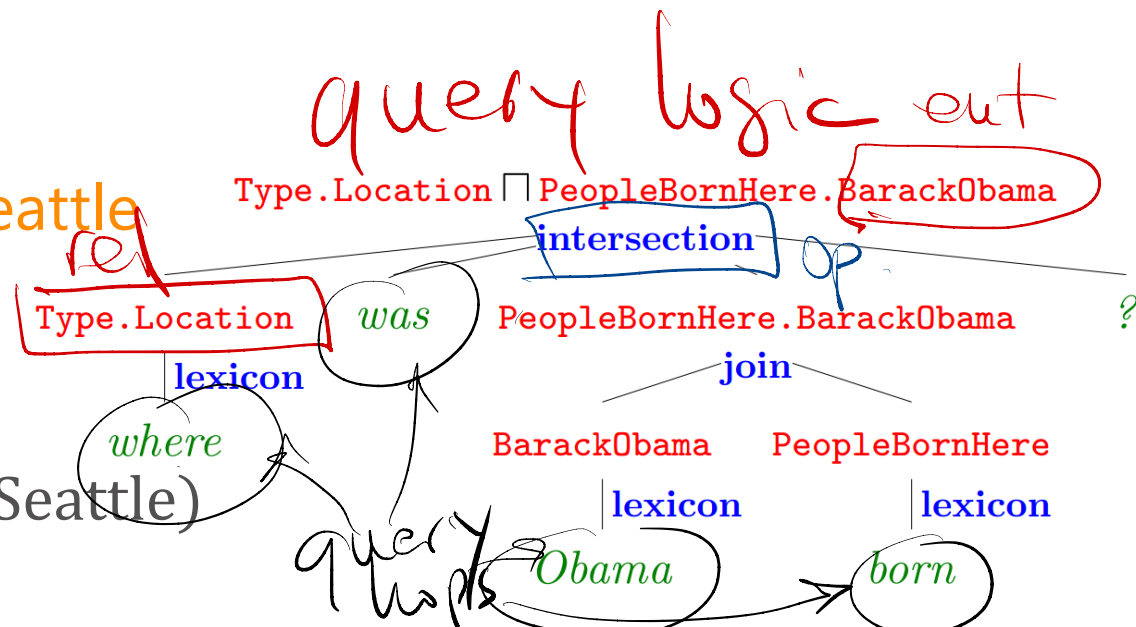 query logic out
Type.Location ⊓ PeopleBornHere.BarackObama
eattle
rel
intersection
op
Type.Location was PeopleBornHere.BarackObama ?
lexicon
join
where
BarackObama PeopleBornHere
Seattle)
lexicon lexicon
query
Obama born